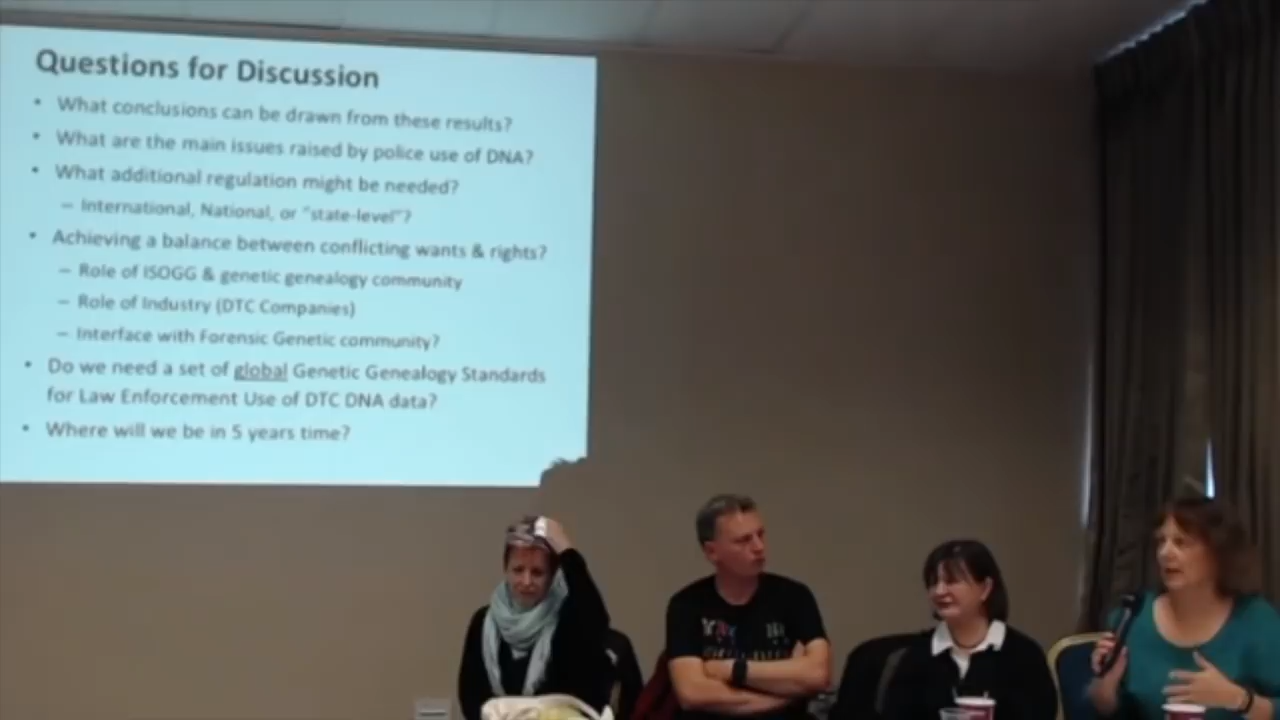 Questions for Discussion
• What conclusions can be drawn from these results?
• What are the main issues raised by police use of DNA?
• What additional regulation might be needed?
– International, National, or "state-level"?
• Achieving a balance between conflicting wants & rights?
– Role of ISOGG & genetic genealogy community
– Role of Industry (DTC Companies)
– Interface with Forensic Genetic community?
• Do we need a set of global Genetic Genealogy Standards
for Law Enforcement Use of DTC DNA data?
• Where will we be in 5 years time?